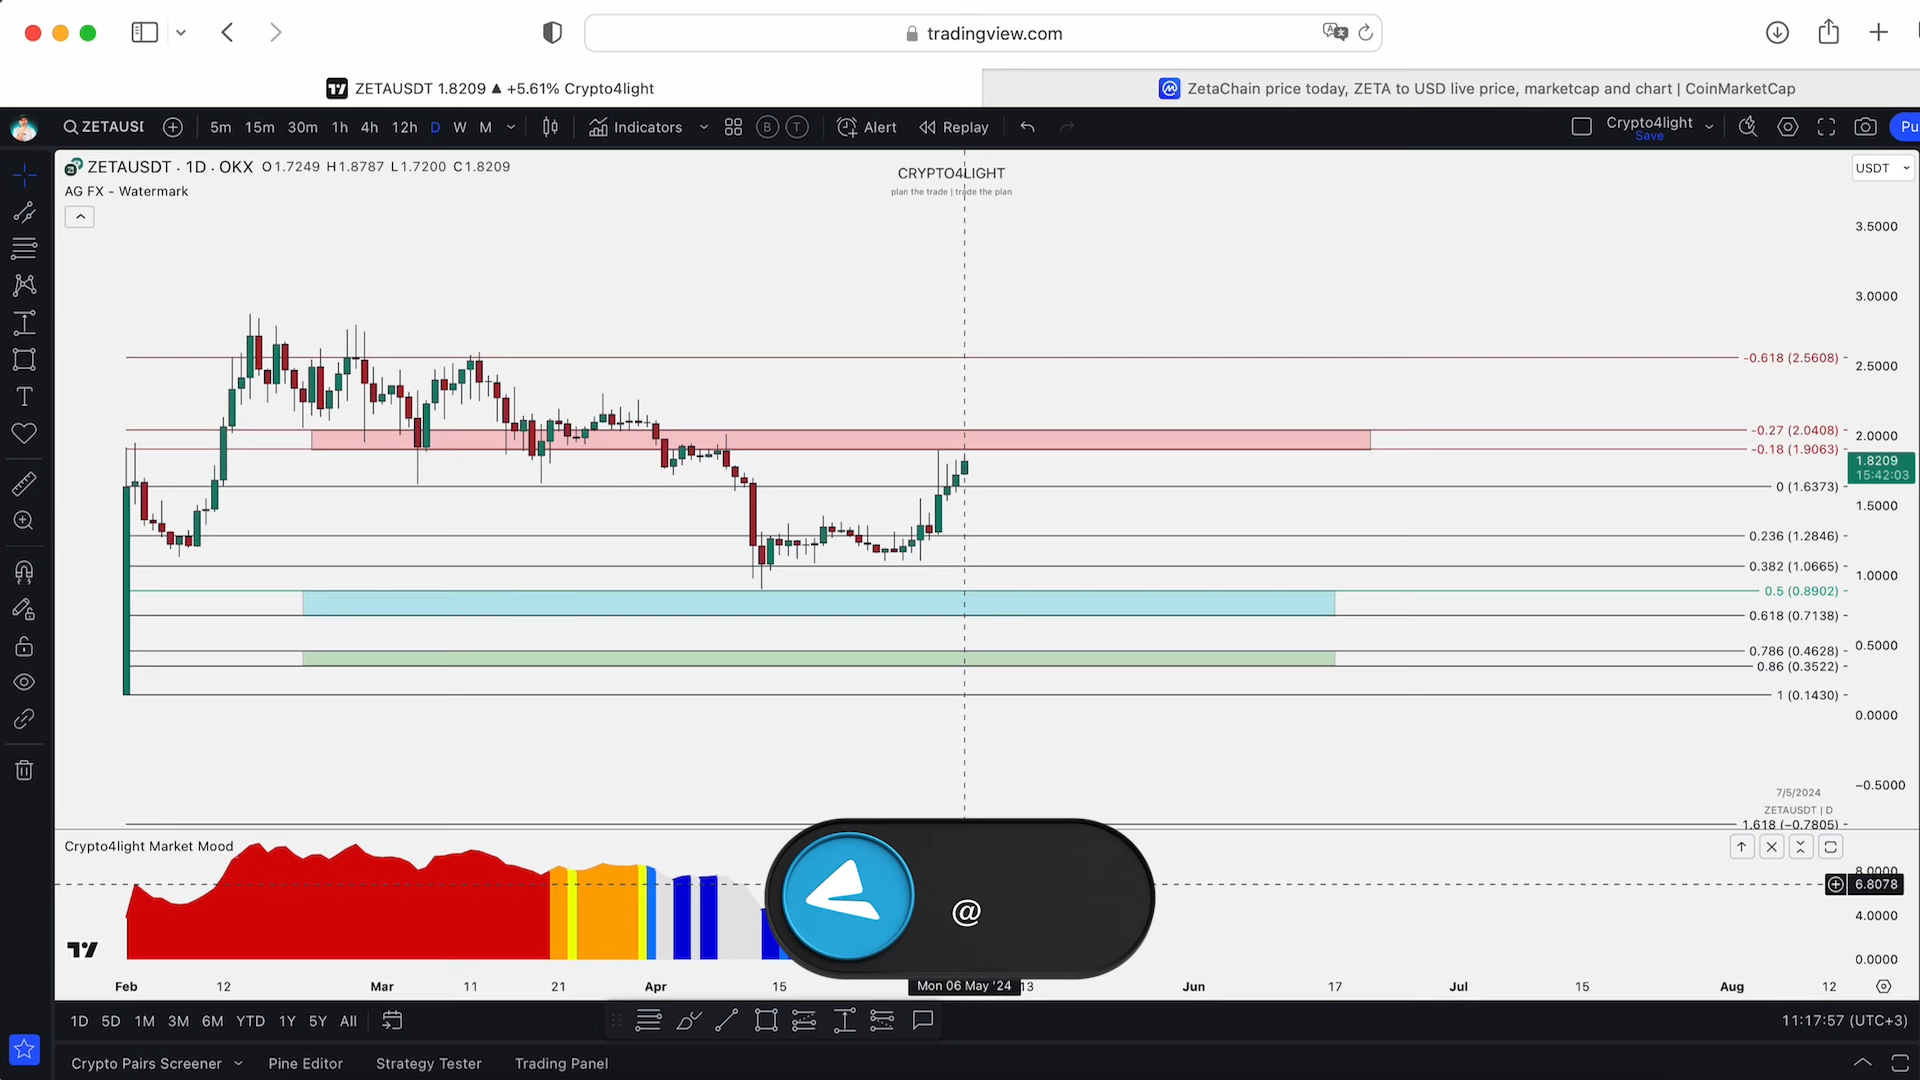 tradingview.com
ZETAUSDT 1.8209 ▲ +5.61% Crypto4light
ZetaChain price today, ZETA to USD live price, marketcap and chart | CoinMarketCap
ZETAUSI 5m 15m 30m 1h 4h 12h D W M Indicators B T Alert Replay
Crypto4light
Save
Pu
ZETAUSDT · 1D · OKX O1.7249 H1.8787 L1.7200 C1.8209
AG FX - Watermark
CRYPTO4LIGHT
plan the trade | trade the plan
USDT
3.5000
3.0000
-0.618 (2.5608)
2.5000
-0.27 (2.0408)
2.0000
-0.18 (1.9063)
1.8209
15:42:03
0 (1.6373)
1.5000
0.236 (1.2846)
0.382 (1.0665)
1.0000
0.5 (0.8902)
0.618 (0.7138)
0.786 (0.4628)
0.5000
0.86 (0.3522)
1 (0.1430)
0.0000
−0.5000
7/5/2024
ZETAUSDT | D
1.618 (−0.7805)
Crypto4light Market Mood
8.0000
6.8078
4.0000
0.0000
@
Feb 12 Mar 11 21 Apr 15 Mon 06 May '24 13 Jun 17 Jul 15 Aug 12
1D 5D 1M 3M 6M YTD 1Y 5Y All
11:17:57 (UTC+3)
Crypto Pairs Screener Pine Editor Strategy Tester Trading Panel